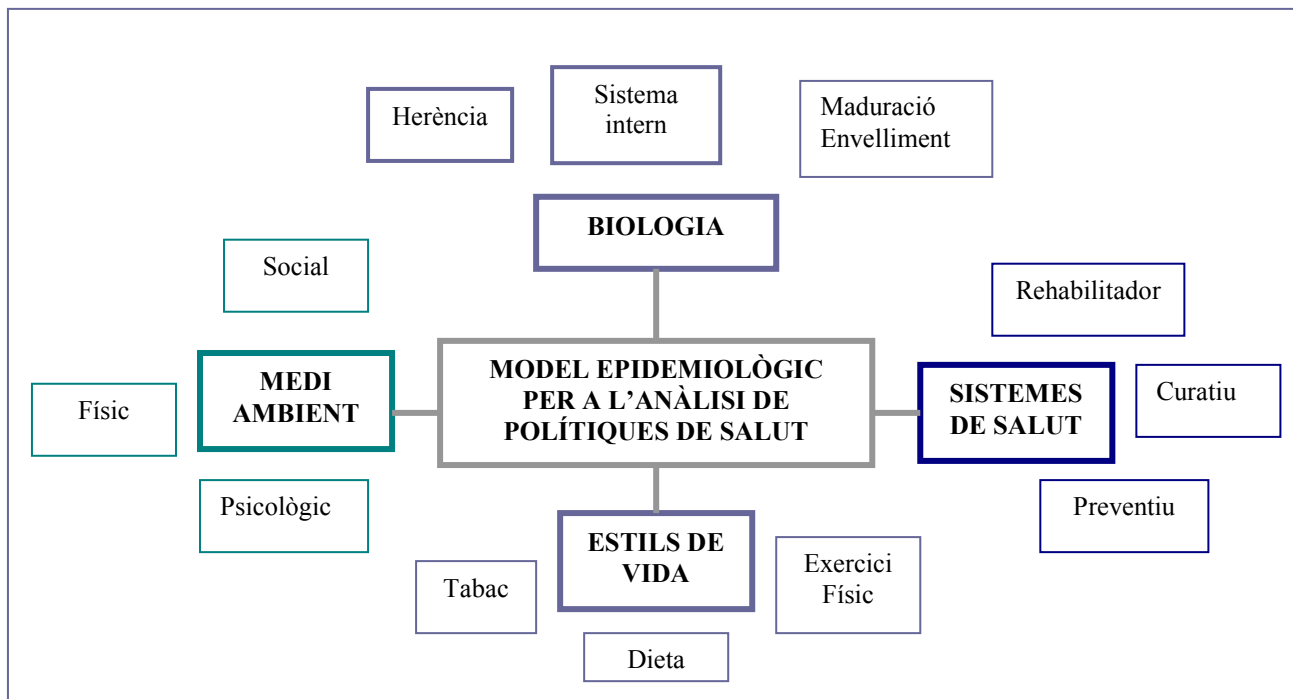 Herència
Sistema
intern
Maduració
Envelliment
BIOLOGIA
Social
Rehabilitador
MEDI
AMBIENT
Físic
Psicològic
MODEL EPIDEMIOLÒGIC
PER A L’ANÀLISI DE
POLÍTIQUES DE SALUT
SISTEMES
DE SALUT
Curatiu
Preventiu
ESTILS DE
VIDA
Tabac
Exercici
Físic
Dieta